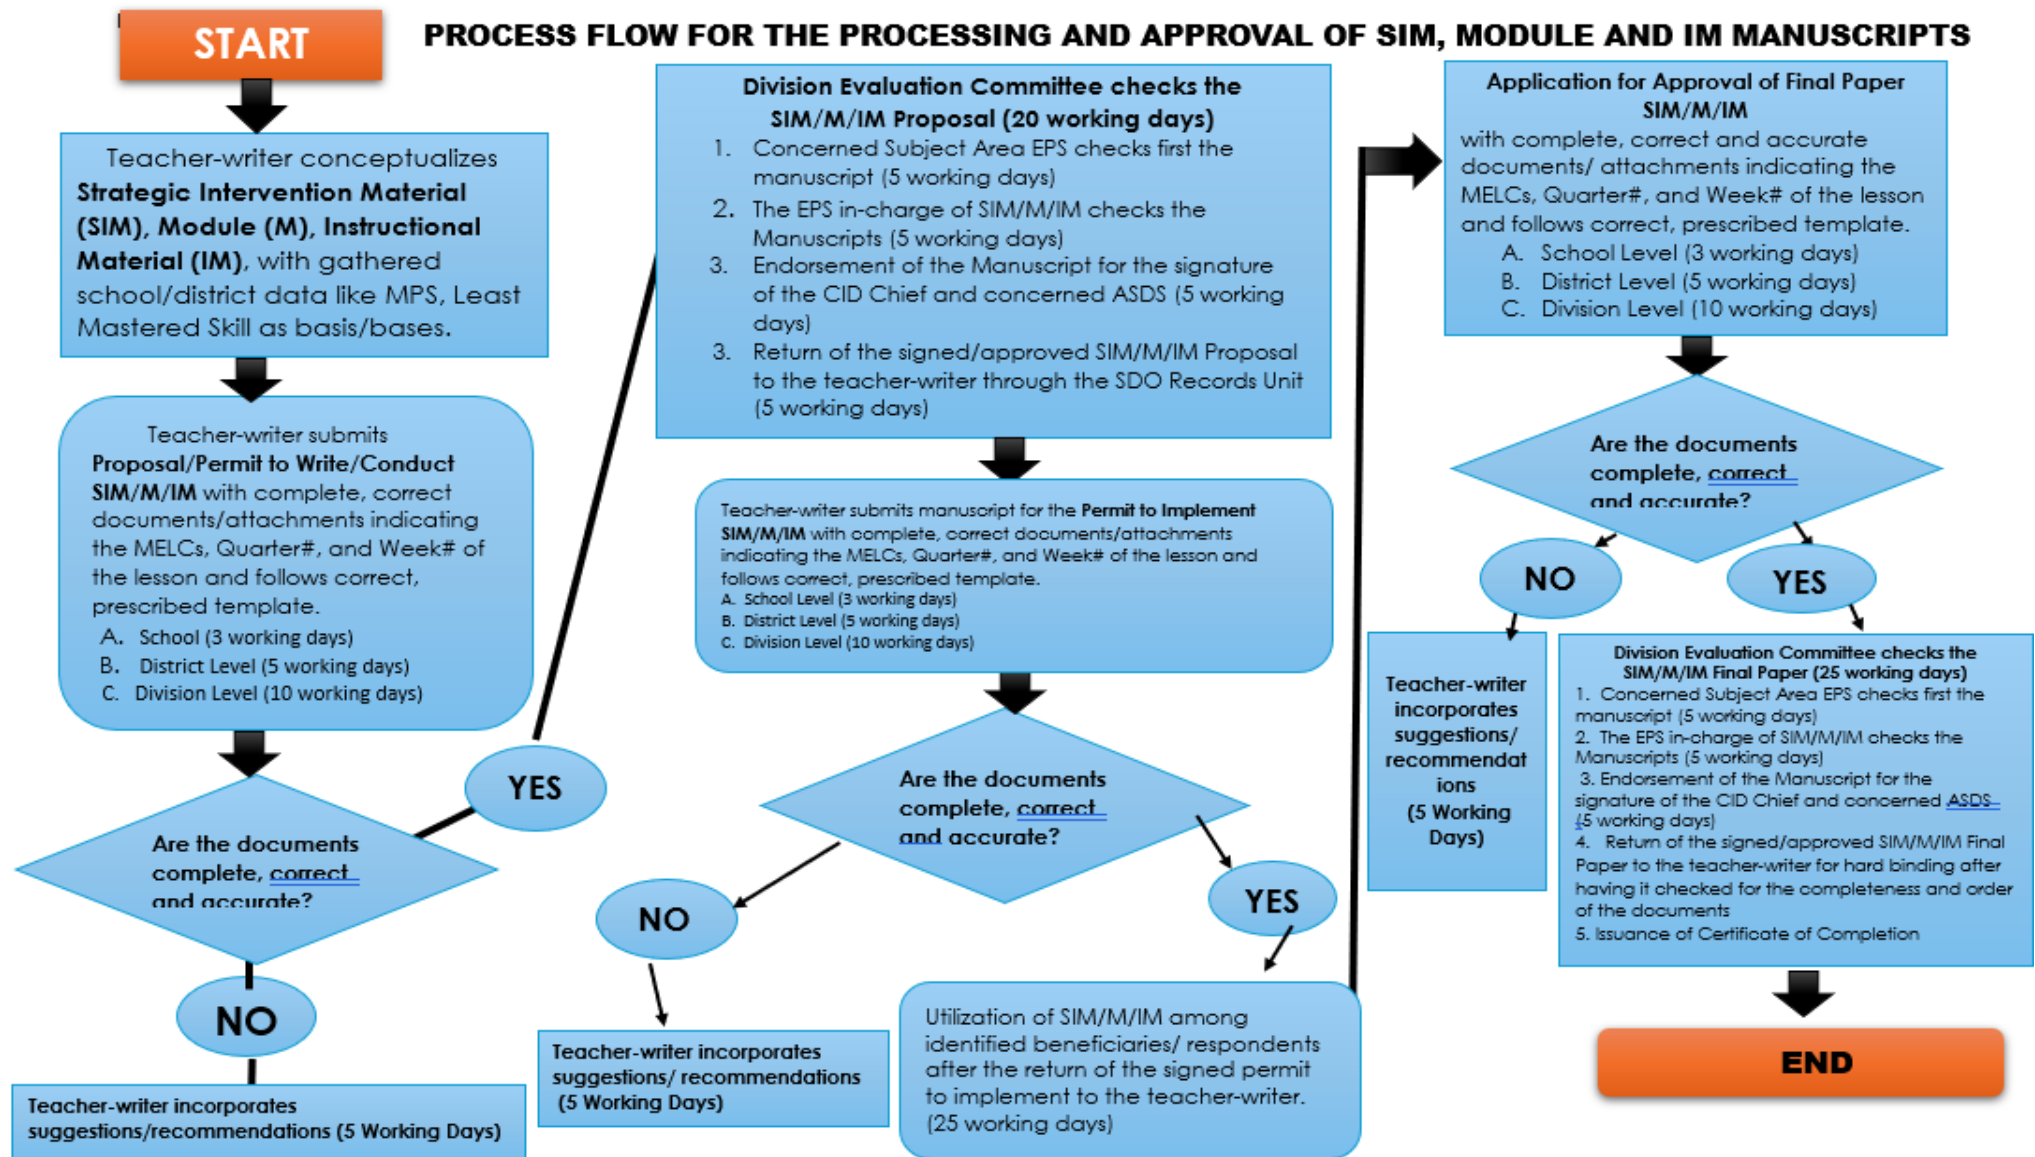 START
PROCESS FLOW FOR THE PROCESSING AND APPROVAL OF SIM, MODULE AND IM MANUSCRIPTS
Teacher-writer conceptualizes
Strategic Intervention Material
(SIM), Module (M), Instructional
Material (IM), with gathered
school/district data like MPS, Least
Mastered Skill as basis/bases.
Teacher-writer submits
Proposal/Permit to Write/Conduct
SIM/M/IM with complete, correct
documents/attachments indicating
the MELCs, Quarter#, and Week# of
the lesson and follows correct,
prescribed template.
A. School (3 working days)
B. District Level (5 working days)
C. Division Level (10 working days)
Are the documents
complete, correct
and accurate?
YES
NO
Teacher-writer incorporates
suggestions/recommendations (5 Working Days)
Division Evaluation Committee checks the
SIM/M/IM Proposal (20 working days)
1. Concerned Subject Area EPS checks first the
manuscript (5 working days)
2. The EPS in-charge of SIM/M/IM checks the
Manuscripts (5 working days)
3. Endorsement of the Manuscript for the signature
of the CID Chief and concerned ASDS (5 working
days)
3. Return of the signed/approved SIM/M/IM Proposal
to the teacher-writer through the SDO Records Unit
(5 working days)
Teacher-writer submits manuscript for the Permit to Implement
SIM/M/IM with complete, correct documents/attachments
indicating the MELCs, Quarter#, and Week# of the lesson and
follows correct, prescribed template.
A. School Level (3 working days)
B. District Level (5 working days)
C. Division Level (10 working days)
Are the documents
complete, correct
and accurate?
NO
YES
Teacher-writer incorporates
suggestions/ recommendations
(5 Working Days)
Utilization of SIM/M/IM among
identified beneficiaries/ respondents
after the return of the signed permit
to implement to the teacher-writer.
(25 working days)
Application for Approval of Final Paper
SIM/M/IM
with complete, correct and accurate
documents/ attachments indicating the
MELCs, Quarter#, and Week# of the lesson
and follows correct, prescribed template.
A. School Level (3 working days)
B. District Level (5 working days)
C. Division Level (10 working days)
Are the documents
complete, correct
and accurate?
NO
YES
Teacher-writer
incorporates
suggestions/
recommendat
ions
(5 Working
Days)
Division Evaluation Committee checks the
SIM/M/IM Final Paper (25 working days)
1. Concerned Subject Area EPS checks first the
manuscript (5 working days)
2. The EPS in-charge of SIM/M/IM checks the
Manuscripts (5 working days)
3. Endorsement of the Manuscript for the
signature of the CID Chief and concerned ASDS
(5 working days)
4. Return of the signed/approved SIM/M/IM Final
Paper to the teacher-writer for hard binding after
having it checked for the completeness and order
of the documents
5. Issuance of Certificate of Completion
END